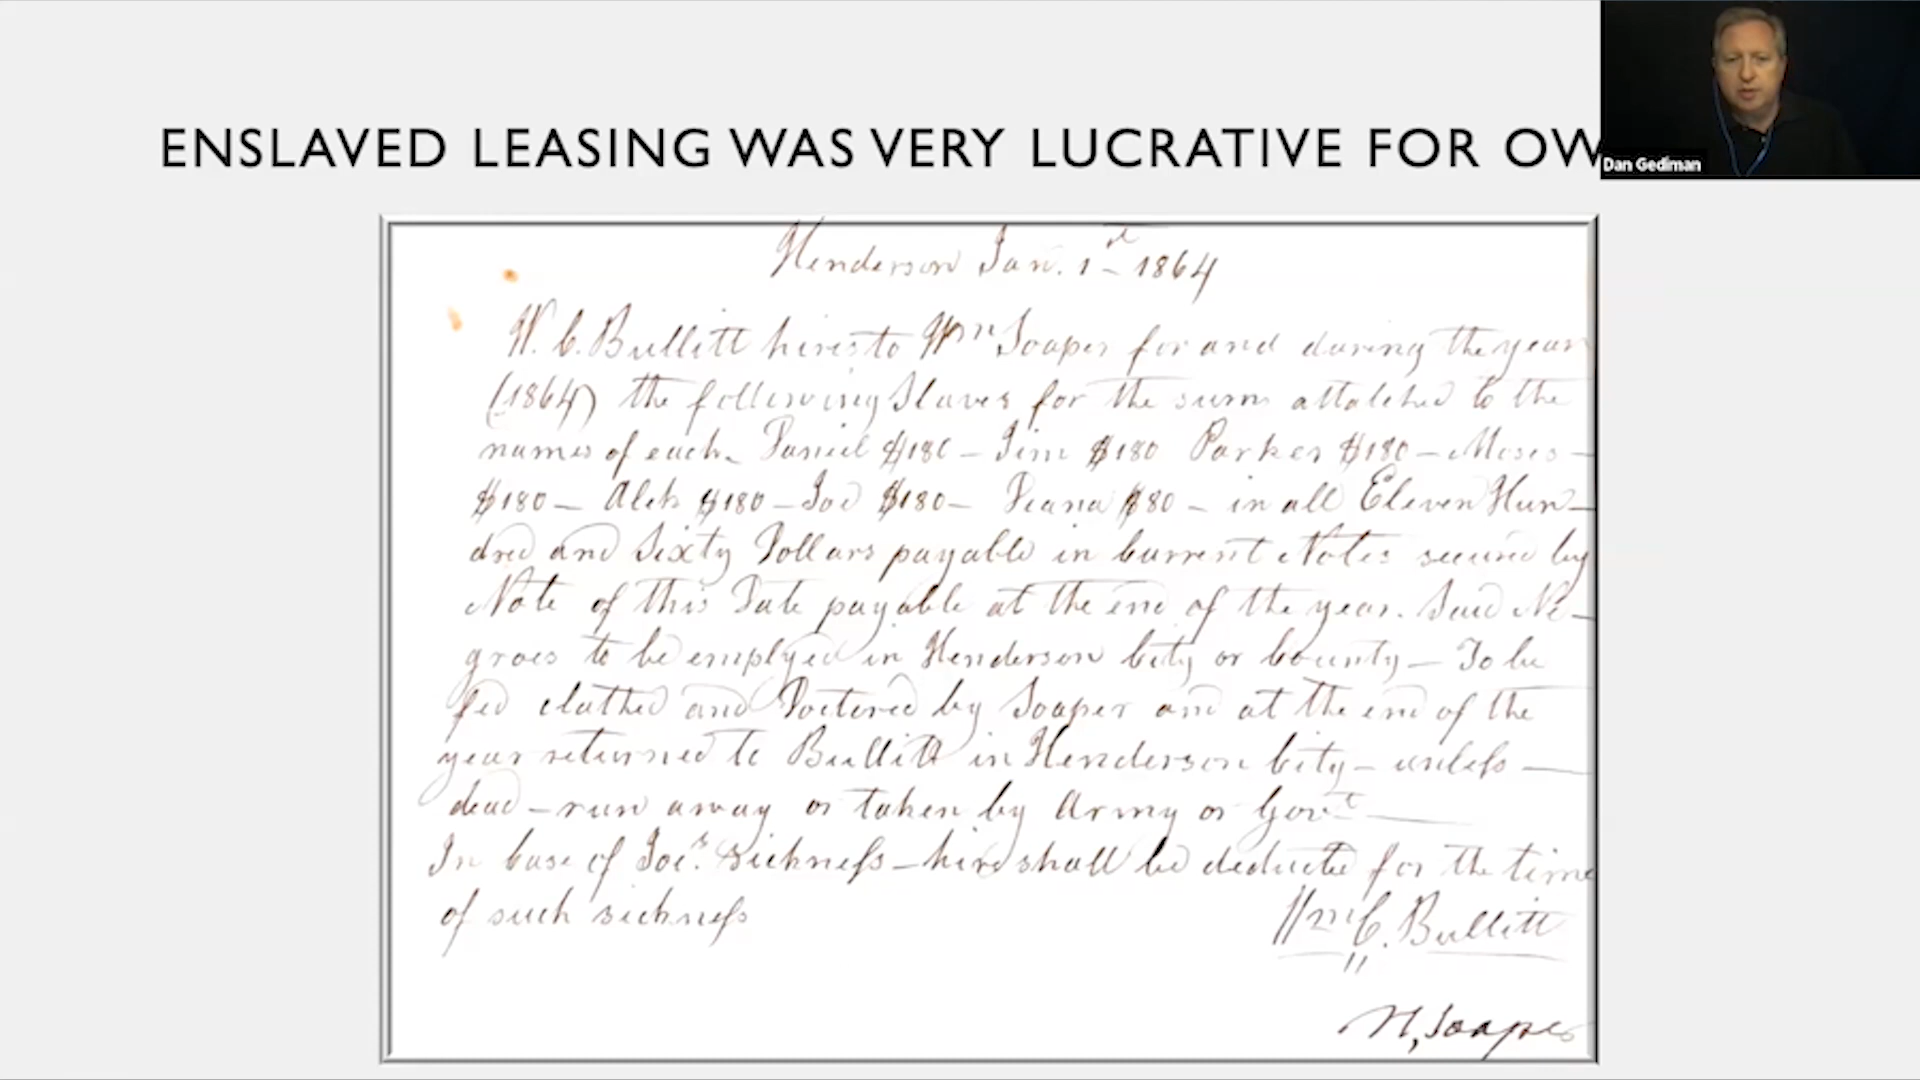 ENSLAVED LEASING WAS VERY LUCRATIVE FOR OW
Dan Gediman
Henderson Jan. 1st 1864
W. C. Bullitt hires to Wm Soaper for and during the year
(1864) the following Slaves for the sum attatched to the
names of each. Daniel $180 – Jim $180 Parker $180 – Moses –
$180 – Aleck $180 – Joe $180 – Diana $80 – in all Eleven Hun–
dred and Sixty Dollars payable in Current Notes secured by
Note of this Date payable at the end of the year. Said Ne–
groes to be employed in Henderson City or County – To be
fed clothed and Doctored by Soaper and at the end of the
year returned to Bullitt in Henderson City – unless –
dead – run away or taken by Army or Govt –
In Case of Joe's sickness – hire shall be deducted for the time
of such sickness
Wm C. Bullitt
W, Soaper